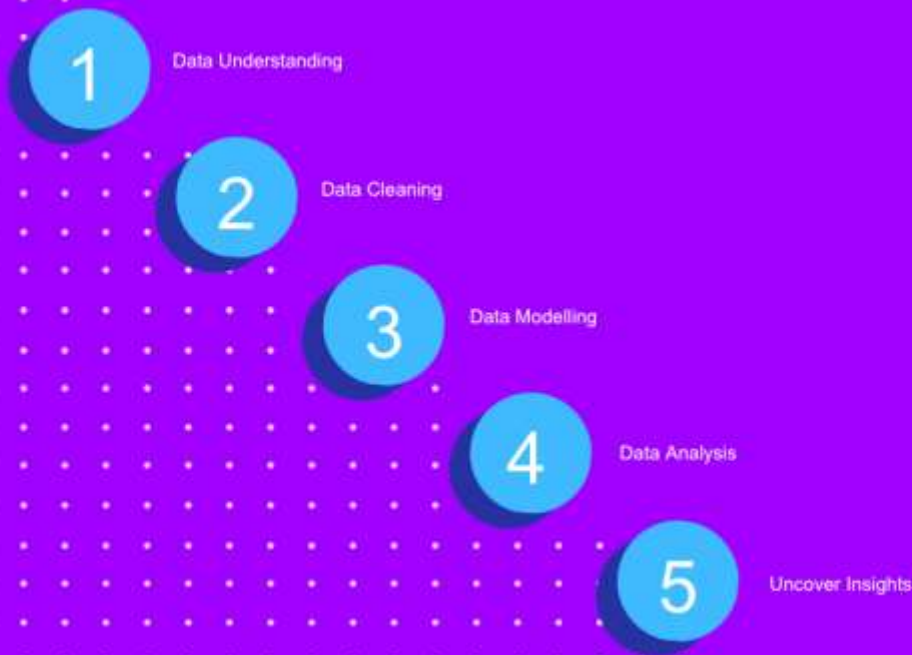 1
Data Understanding
2
Data Cleaning
3
Data Modelling
4
Data Analysis
5
Uncover Insights